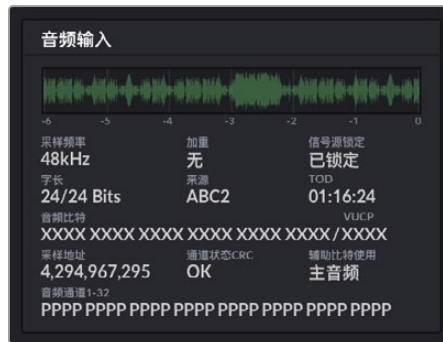 音频输入
-6 -5 -4 -3 -2 -1 0
采样频率 加重 信号源锁定
48kHz 无 已锁定
字长 来源 TOD
24/24 Bits ABC2 01:16:24
音频比特 VUCP
XXXX XXXX XXXX XXXX XXXX XXXX/XXXX
采样地址 通道状态CRC 辅助比特使用
4,294,967,295 OK 主音频
音频通道1-32
PPPP PPPP PPPP PPPP PPPP PPPP PPPP PPPP